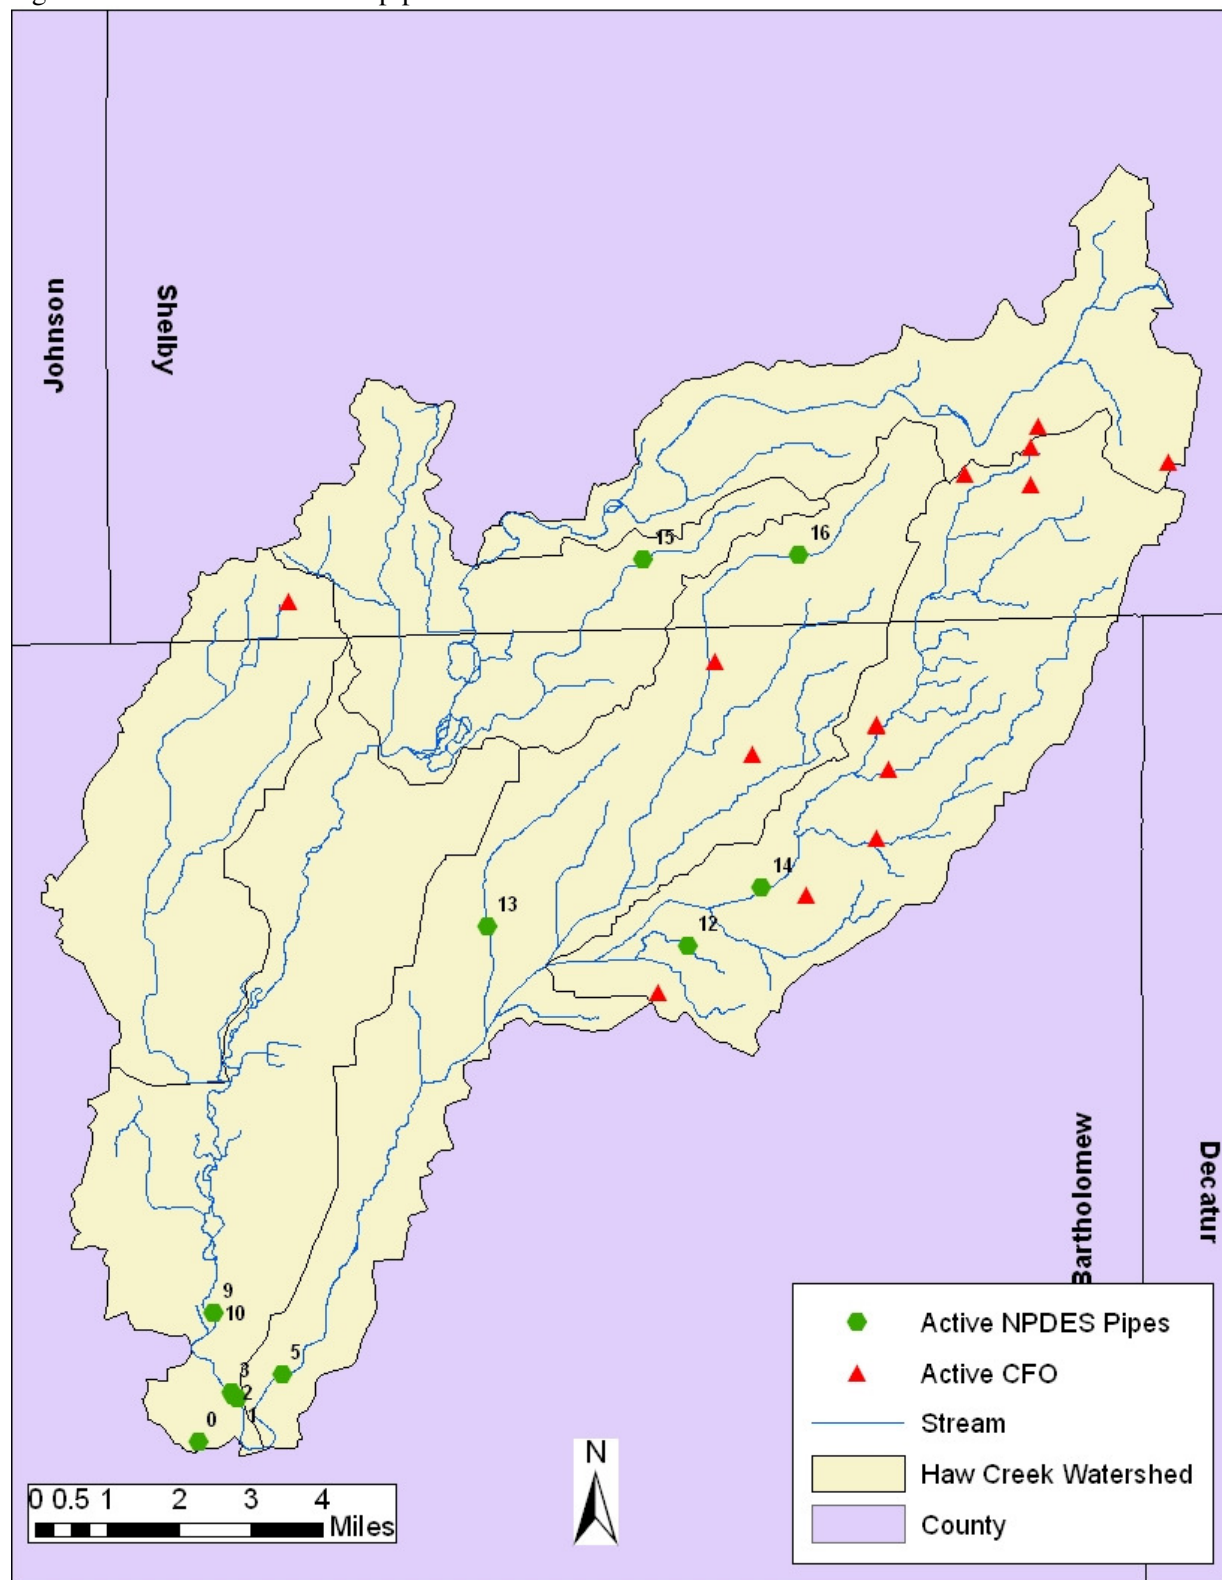 Johnson
Shelby
15
16
14
13
12
9
10
5
3
2
1
0
Bartholomew
Decatur
N
0 0.5 1 2 3 4
Miles
Active NPDES Pipes
Active CFO
Stream
Haw Creek Watershed
County